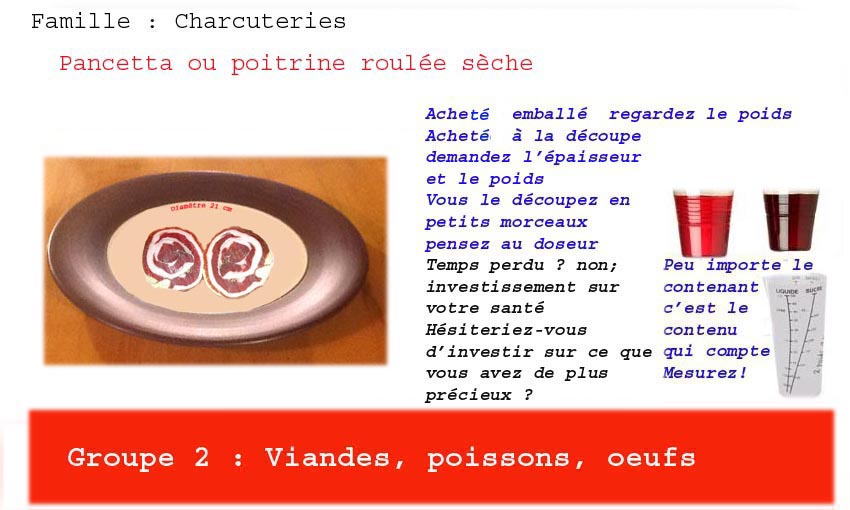 Famille : Charcuteries
Pancetta ou poitrine roulée sèche
Diamètre 21 cm
Acheté emballé regardez le poids
Acheté à la découpe
demandez l'épaisseur
et le poids
Vous le découpez en
petits morceaux
pensez au doseur
Temps perdu ? non;
investissement sur
votre santé
Hésiteriez-vous
d'investir sur ce que
vous avez de plus
précieux ?
Peu importe le
contenant
c'est le
contenu
qui compte
Mesurez!
LIQUIDE
Groupe 2 : Viandes, poissons, oeufs